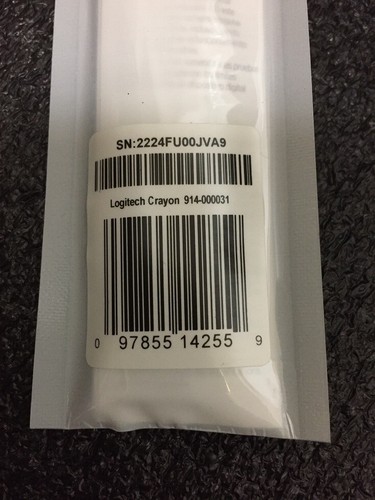 SN:2224FU00JVA9
Logitech Crayon 914-000031
0 97855 14255 9